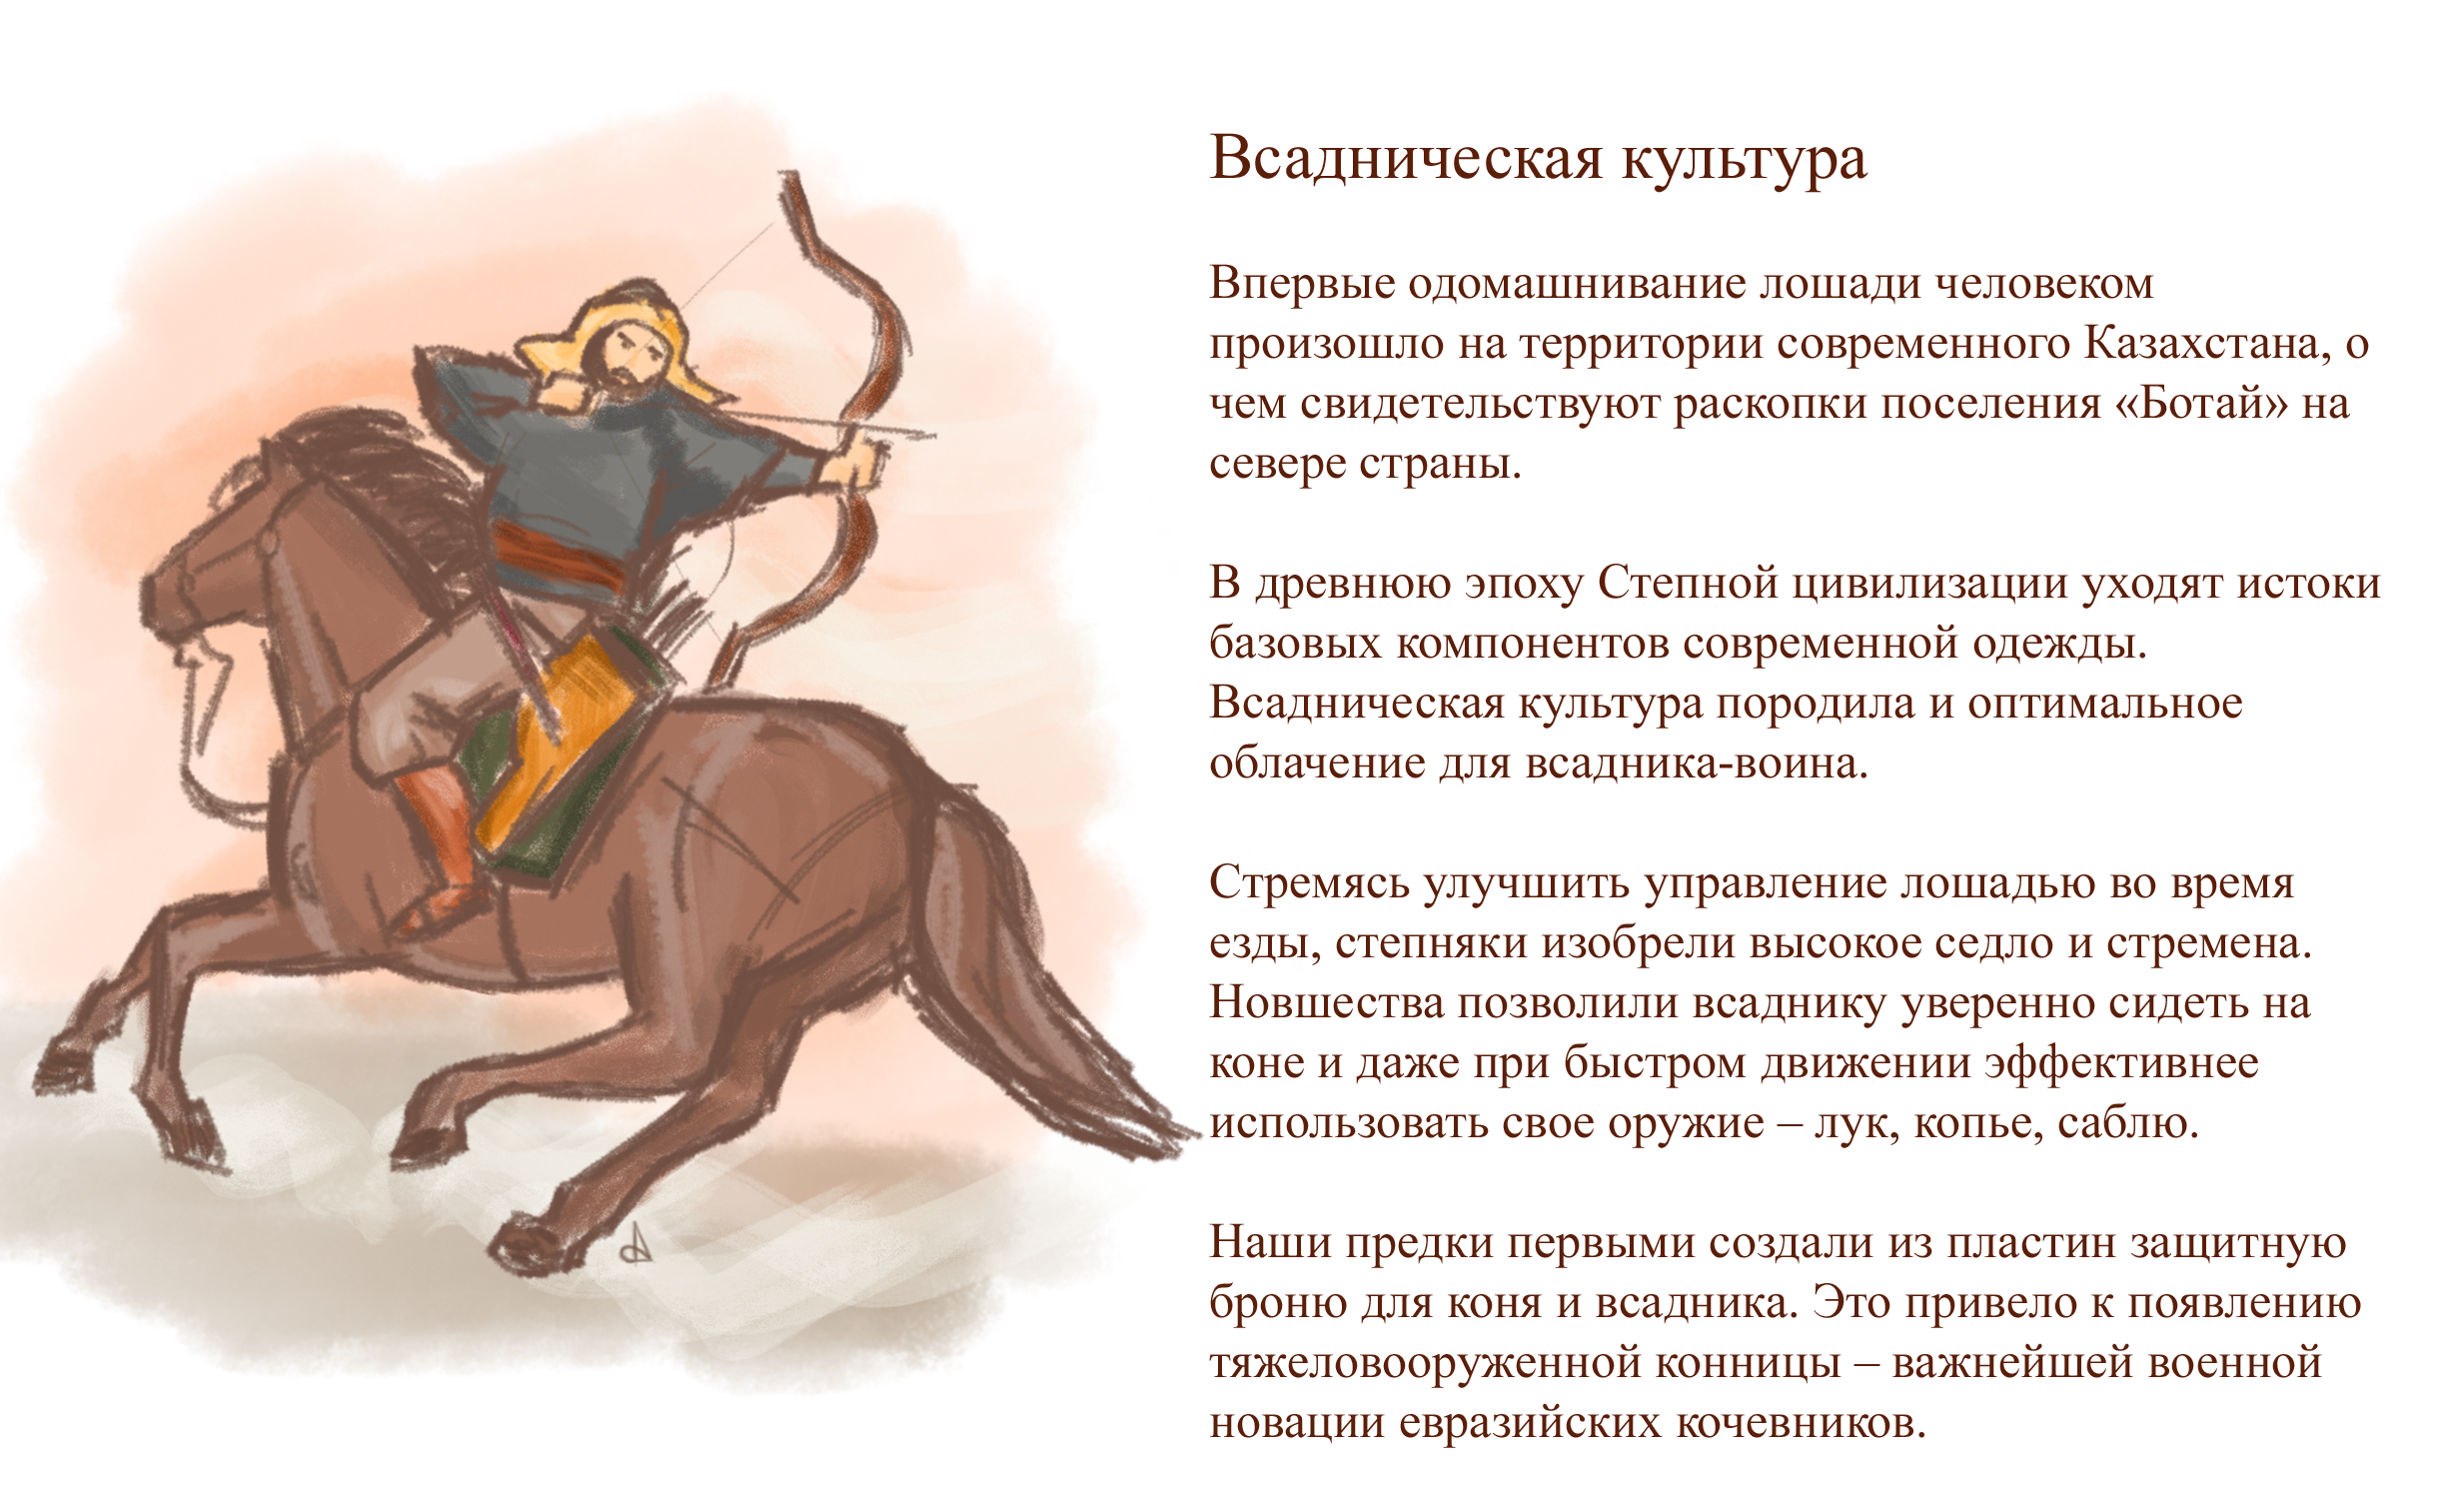 Всадническая культура
Впервые одомашнивание лошади человеком
произошло на территории современного Казахстана, о
чем свидетельствуют раскопки поселения «Ботай» на
севере страны.
В древнюю эпоху Степной цивилизации уходят истоки
базовых компонентов современной одежды.
Всадническая культура породила и оптимальное
облачение для всадника-воина.
Стремясь улучшить управление лошадью во время
езды, степняки изобрели высокое седло и стремена.
Новшества позволили всаднику уверенно сидеть на
коне и даже при быстром движении эффективнее
использовать свое оружие – лук, копье, саблю.
Наши предки первыми создали из пластин защитную
броню для коня и всадника. Это привело к появлению
тяжеловооруженной конницы – важнейшей военной
новации евразийских кочевников.